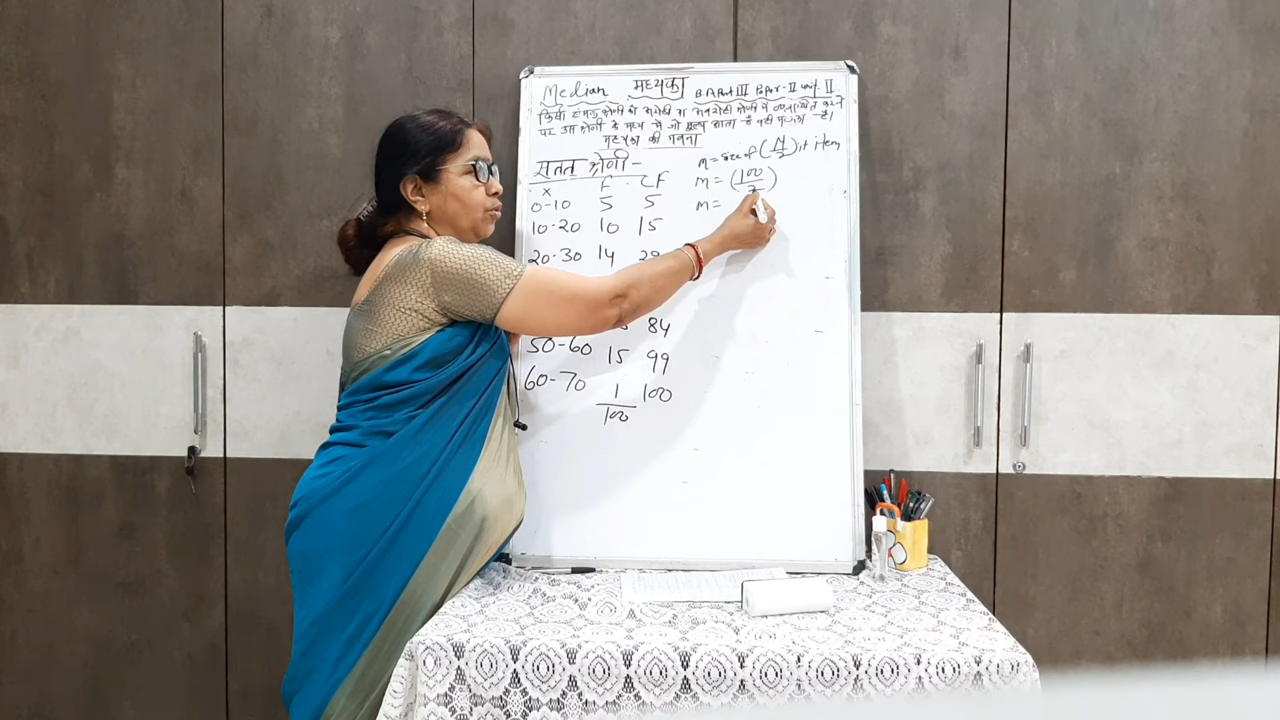 Median मध्यका B.A Part III Paper-II unit-II
किसी समंक श्रेणी को आरोही या अवरोही श्रेणी में व्यवस्थित करने
पर उस श्रेणी के मध्य में जो मूल्य आता है वही मध्यका है।
मध्यका की गणना
सतत श्रेणी -
m = size of (N/2)th item
X F CF
m = (100/2)
0-10 5 5
m =
10-20 10 15
20-30 14 29
84
50-60 15 99
60-70 1 100
100